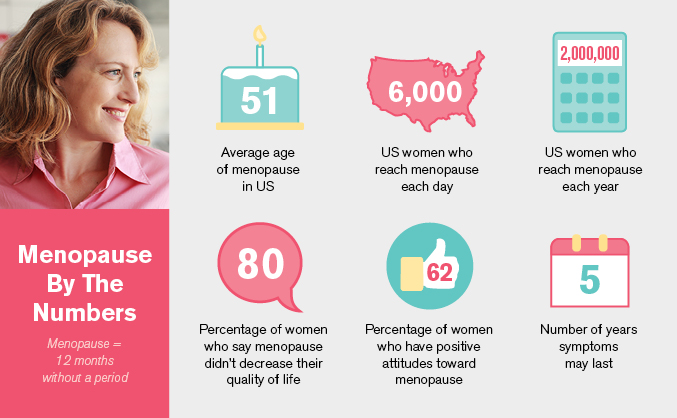 Menopause
By The
Numbers
Menopause =
12 months
without a period
51
Average age
of menopause
in US
6,000
US women who
reach menopause
each day
2,000,000
US women who
reach menopause
each year
80
Percentage of women
who say menopause
didn't decrease their
quality of life
62
Percentage of women
who have positive
attitudes toward
menopause
5
Number of years
symptoms
may last